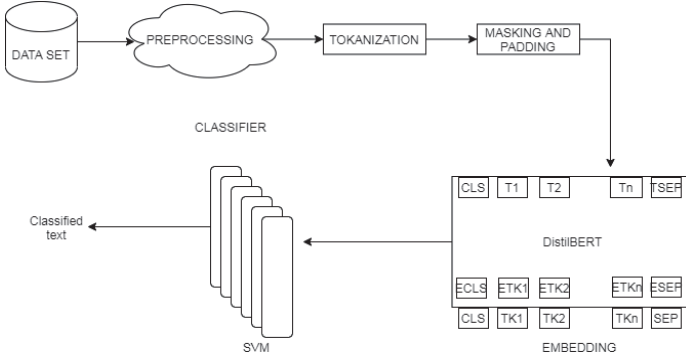 DATA SET
PREPROCESSING
TOKANIZATION
MASKING AND
PADDING
CLASSIFIER
CLS T1 T2 Tn TSEP
Classified
text
DistilBERT
ECLS ETK1 ETK2 ETKn ESEP
CLS TK1 TK2 TKn SEP
SVM
EMBEDDING